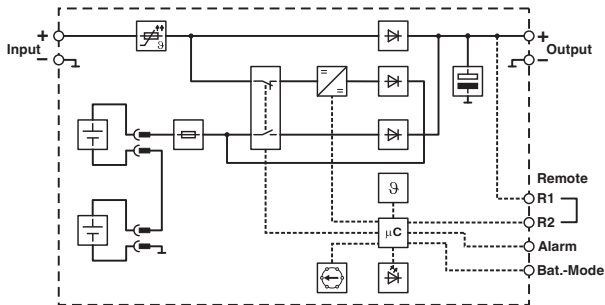 +
Input
−
ϑ
+
Output
−
=
=
ϑ
µC
Remote
R1
R2
Alarm
Bat.-Mode